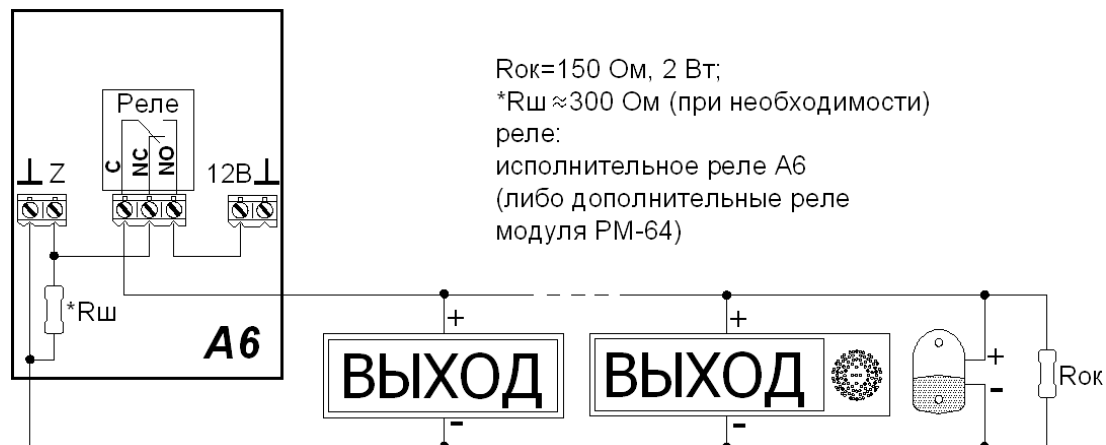 Rок=150 Ом, 2 Вт;
*Rш ≈300 Ом (при необходимости)
реле:
исполнительное реле А6
(либо дополнительные реле
модуля РМ-64)
Реле
C NC NO
⊥ Z
12В ⊥
*Rш
А6
+ + +
ВЫХОД ВЫХОД
- - -
Rок